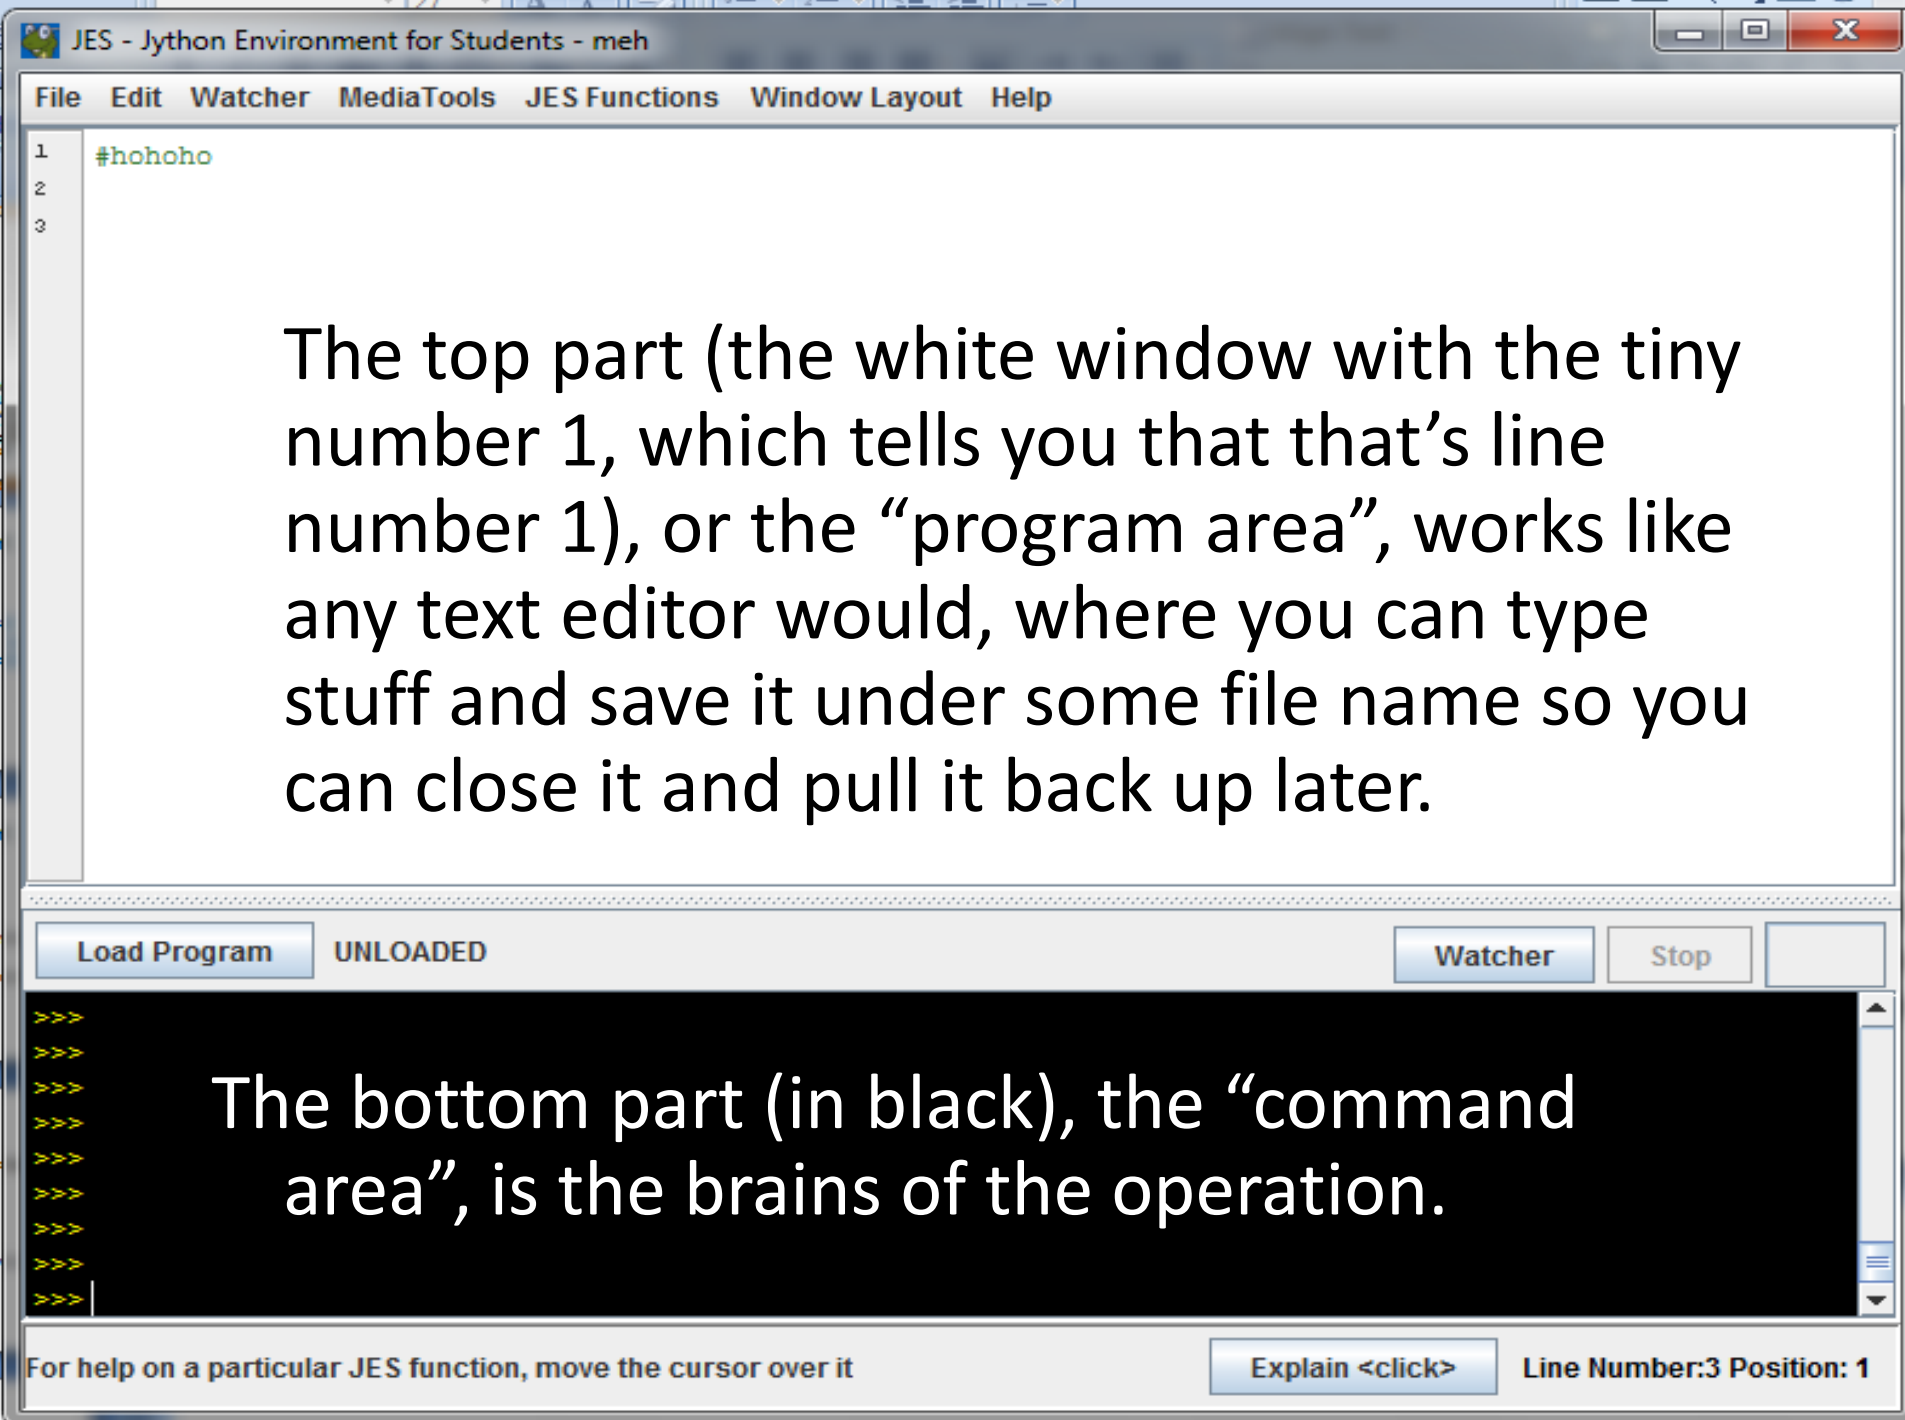 JES - Jython Environment for Students - meh
File Edit Watcher MediaTools JES Functions Window Layout Help
1 #hohoho
2
3
The top part (the white window with the tiny
number 1, which tells you that that’s line
number 1), or the “program area”, works like
any text editor would, where you can type
stuff and save it under some file name so you
can close it and pull it back up later.
Load Program UNLOADED Watcher Stop
>>>
>>>
>>>
>>>
>>>
>>>
>>>
>>>
>>>
The bottom part (in black), the “command
area”, is the brains of the operation.
For help on a particular JES function, move the cursor over it Explain <click> Line Number:3 Position: 1